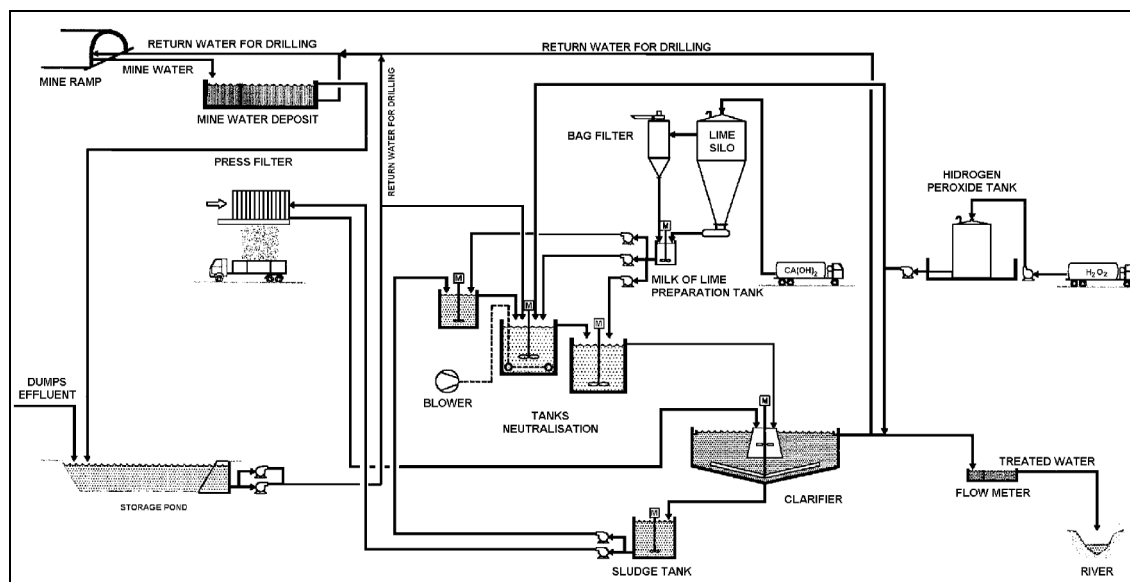 RETURN WATER FOR DRILLING
RETURN WATER FOR DRILLING
MINE WATER
MINE RAMP
MINE WATER DEPOSIT
RETURN WATER FOR DRILLING
BAG FILTER
LIME
SILO
PRESS FILTER
HIDROGEN
PEROXIDE TANK
M
CA(OH)2
H2O2
MILK OF LIME
PREPARATION TANK
M
M
M
BLOWER
TANKS
NEUTRALISATION
DUMPS
EFFLUENT
M
TREATED WATER
CLARIFIER
FLOW METER
STORAGE POND
M
SLUDGE TANK
RIVER